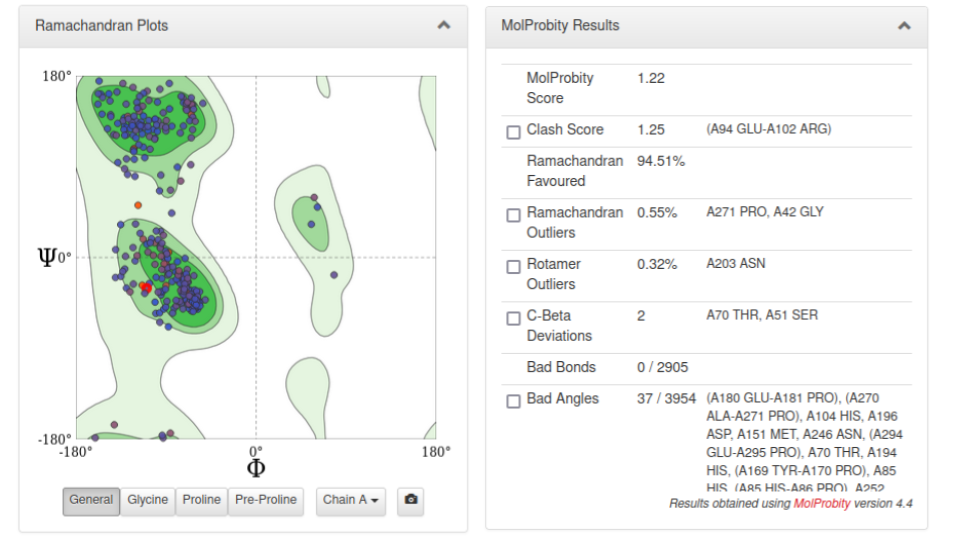 Ramachandran Plots
180°
Ψ
0°
-180°
-180°
0°
180°
Φ
General Glycine Proline Pre-Proline Chain A
MolProbity Results
MolProbity Score 1.22
Clash Score 1.25 (A94 GLU-A102 ARG)
Ramachandran Favoured 94.51%
Ramachandran Outliers 0.55% A271 PRO, A42 GLY
Rotamer Outliers 0.32% A203 ASN
C-Beta Deviations 2 A70 THR, A51 SER
Bad Bonds 0 / 2905
Bad Angles 37 / 3954 (A180 GLU-A181 PRO), (A270
ALA-A271 PRO), A104 HIS, A196
ASP, A151 MET, A246 ASN, (A294
GLU-A295 PRO), A70 THR, A194
HIS, (A169 TYR-A170 PRO), A85
HIS, (A85 HIS-A86 PRO), A252
Results obtained using MolProbity version 4.4